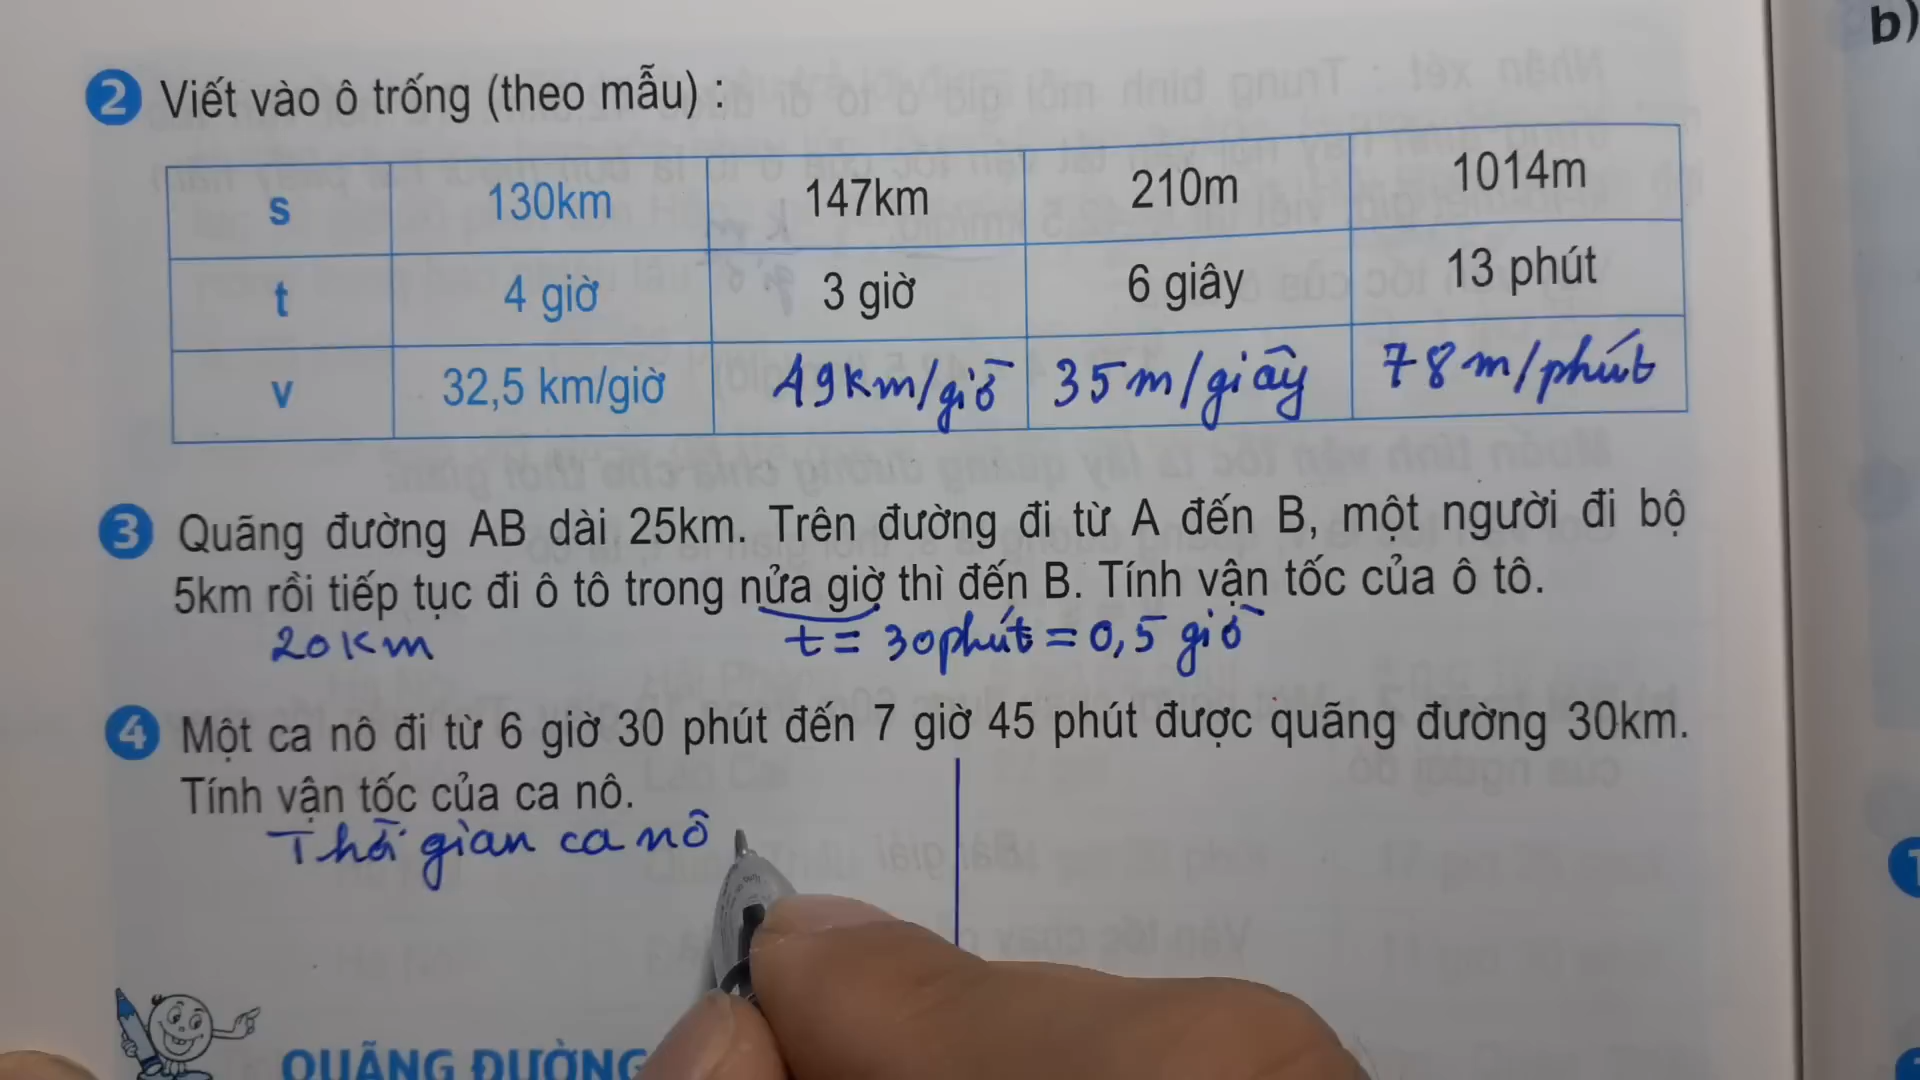 b)
2 Viết vào ô trống (theo mẫu) :
s 130km 147km 210m 1014m
t 4 giờ 3 giờ 6 giây 13 phút
v 32,5 km/giờ 49km/giờ 35m/giây 78m/phút
3 Quãng đường AB dài 25km. Trên đường đi từ A đến B, một người đi bộ
5km rồi tiếp tục đi ô tô trong nửa giờ thì đến B. Tính vận tốc của ô tô.
20km t = 30phút = 0,5 giờ
4 Một ca nô đi từ 6 giờ 30 phút đến 7 giờ 45 phút được quãng đường 30km.
Tính vận tốc của ca nô.
Thời gian ca nô
QUÃNG ĐƯỜNG
1